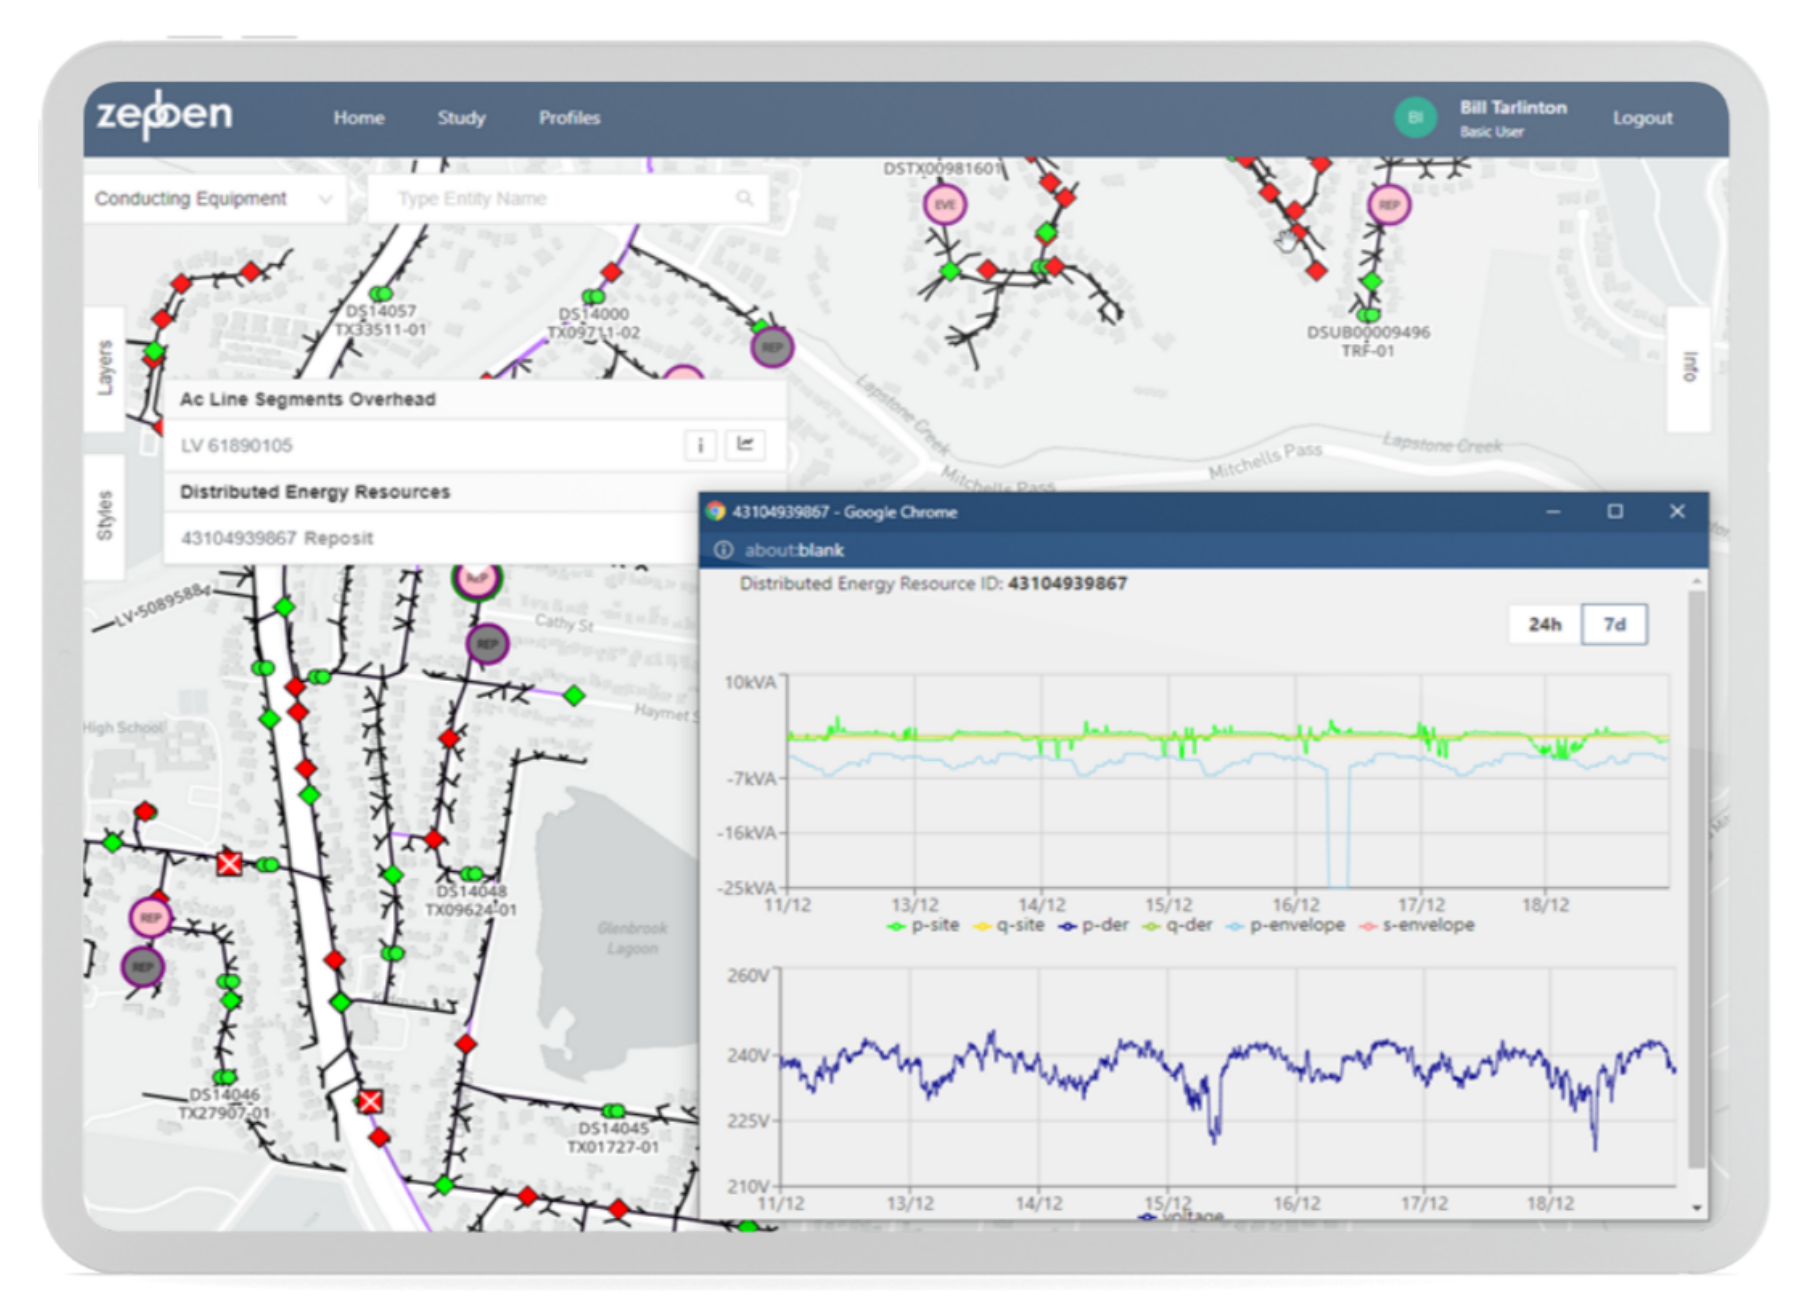 zepben
Home
Study
Profiles
BI
Bill Tarlinton
Basic User
Logout
Conducting Equipment
Type Entity Name
DSTX00981601
EVE
REP
DS14057
TX33511-01
DS14000
TX09711-02
REP
DSUB00009496
TRF-01
Layers
Info
Lapstone Creek
Lapstone Creek
Mitchells Pass
Mitchells Pass
Ac Line Segments Overhead
LV 61890105
i
Distributed Energy Resources
43104939867 Reposit
Styles
43104939867 - Google Chrome
about:blank
Distributed Energy Resource ID: 43104939867
24h
7d
LV-5089588
REP
Cathy St
REP
Haymet S
High School
10kVA
-7kVA
-16kVA
-25kVA
11/12
13/12
14/12
15/12
16/12
17/12
18/12
p-site
q-site
p-der
q-der
p-envelope
s-envelope
DS14048
TX09624-01
REP
REP
Glenbrook
Lagoon
260V
240V
225V
210V
11/12
13/12
14/12
15/12
16/12
17/12
18/12
voltage
DS14046
TX27907-01
DS14045
TX01727-01